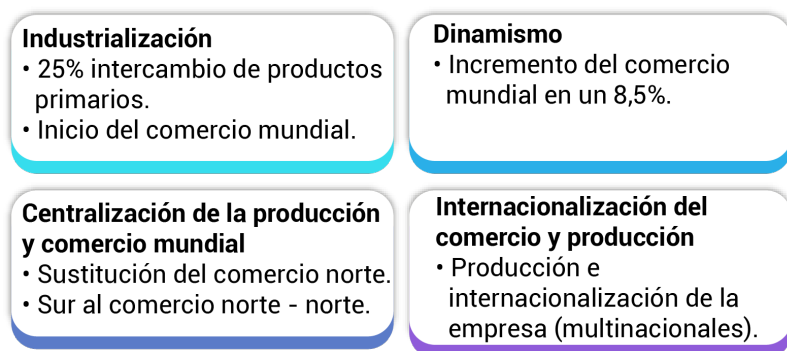 Industrialización
• 25% intercambio de productos
primarios.
• Inicio del comercio mundial.
Dinamismo
• Incremento del comercio
mundial en un 8,5%.
Centralización de la producción
y comercio mundial
• Sustitución del comercio norte.
• Sur al comercio norte - norte.
Internacionalización del
comercio y producción
• Producción e
internacionalización de la
empresa (multinacionales).